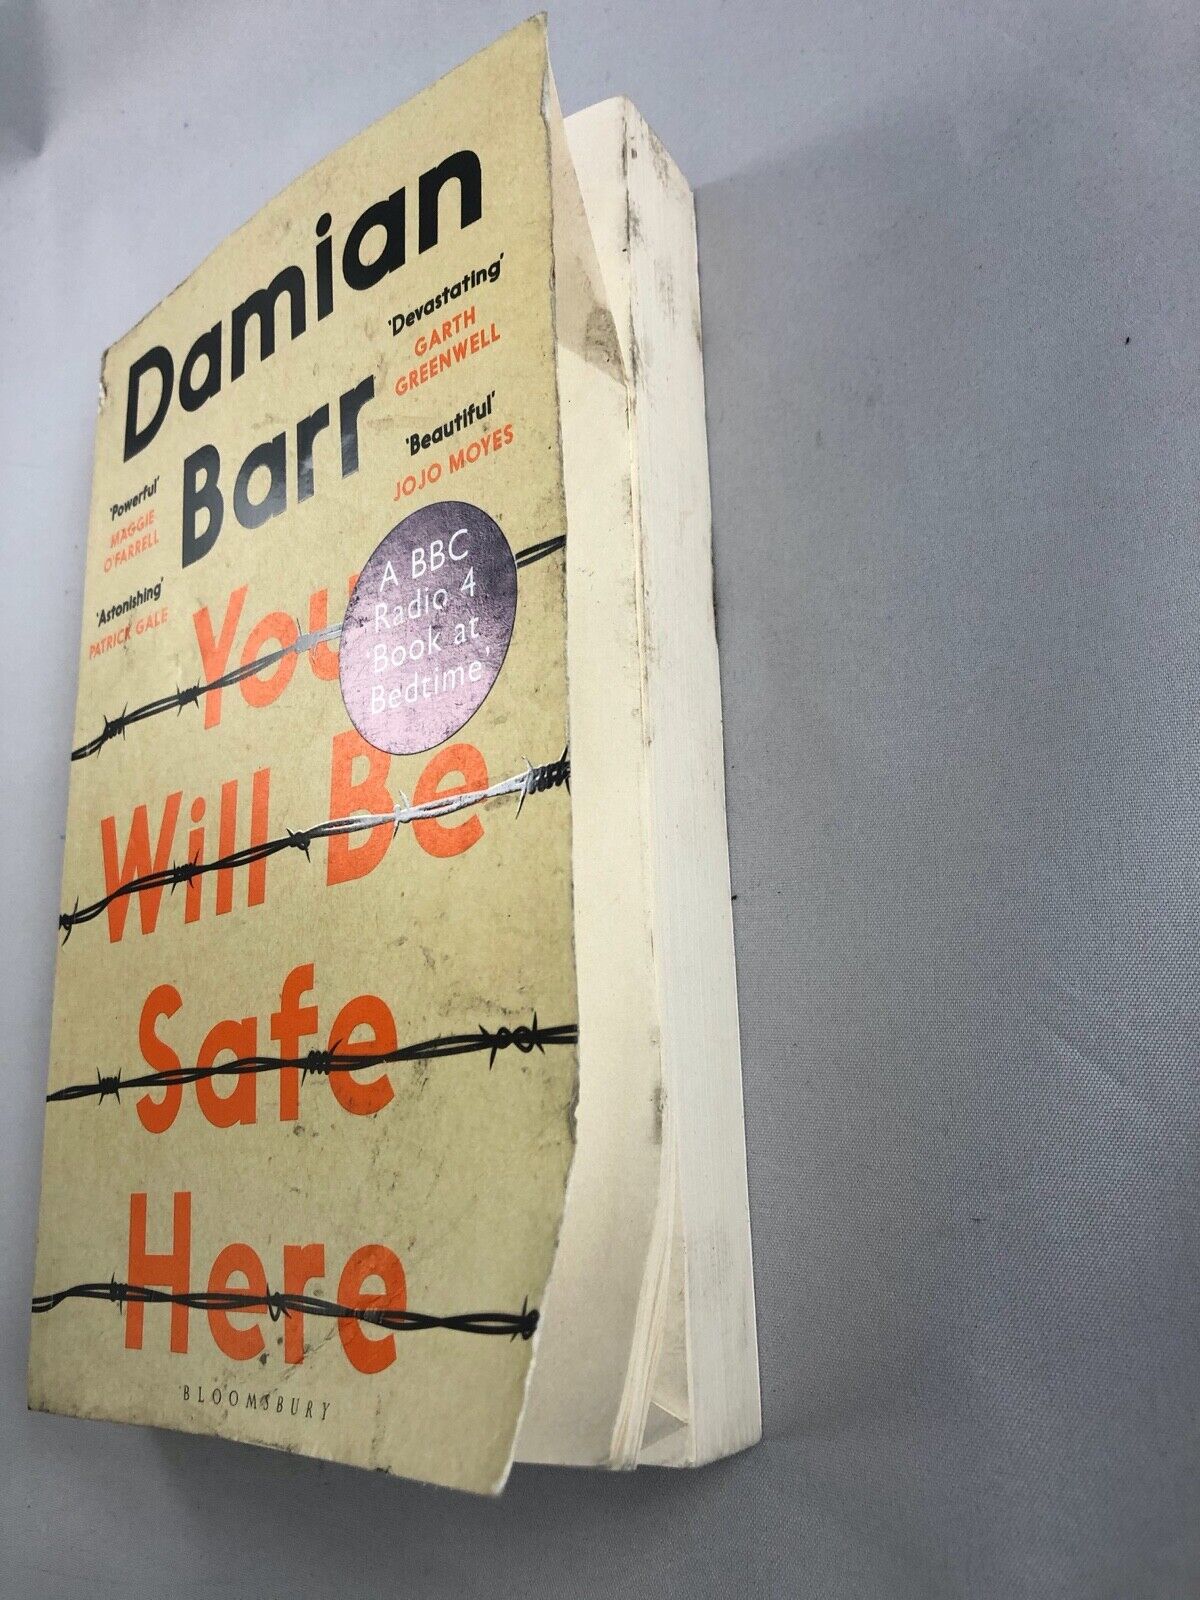 Damian
Barr
'Devastating'
GARTH
GREENWELL
'Beautiful'
JOJO MOYES
'Powerful'
MAGGIE
O'FARRELL
'Astonishing'
PATRICK GALE
A BBC
Radio 4
'Book at
Bedtime'
You
Will Be
Safe
Here
BLOOMSBURY